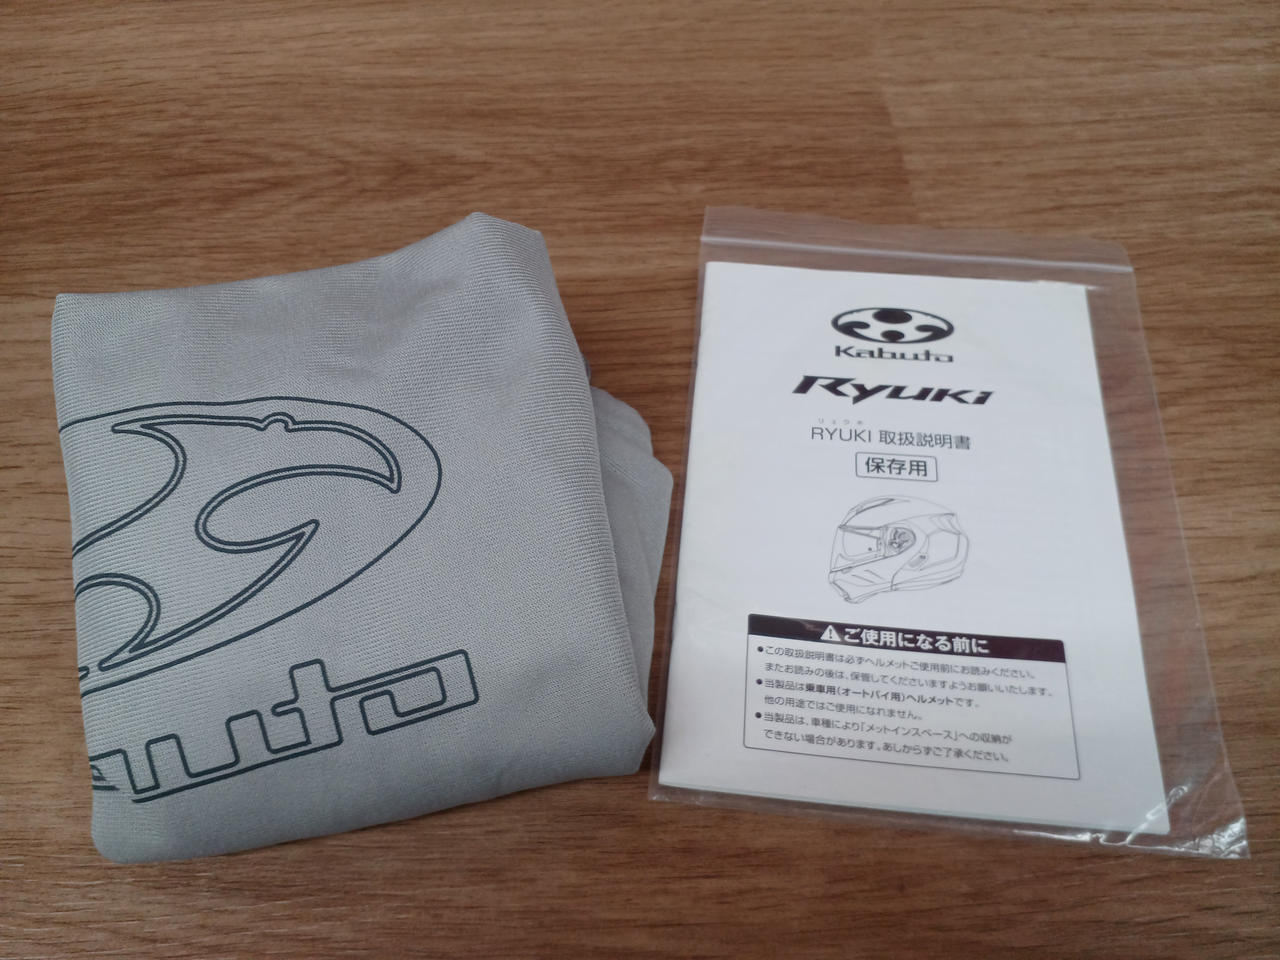 Kabuto
Ryuki
リュウキ
RYUKI 取扱説明書
保存用
ご使用になる前に
●この取扱説明書は必ずヘルメットご使用前にお読みください。
またお読みの後は、保管してくださいますようお願いいたします。
●当製品は乗車用(オートバイ用)ヘルメットです。
他の用途ではご使用になれません。
●当製品は、車種により「メットインスペース」への収納が
できない場合があります。あしからずご了承ください。